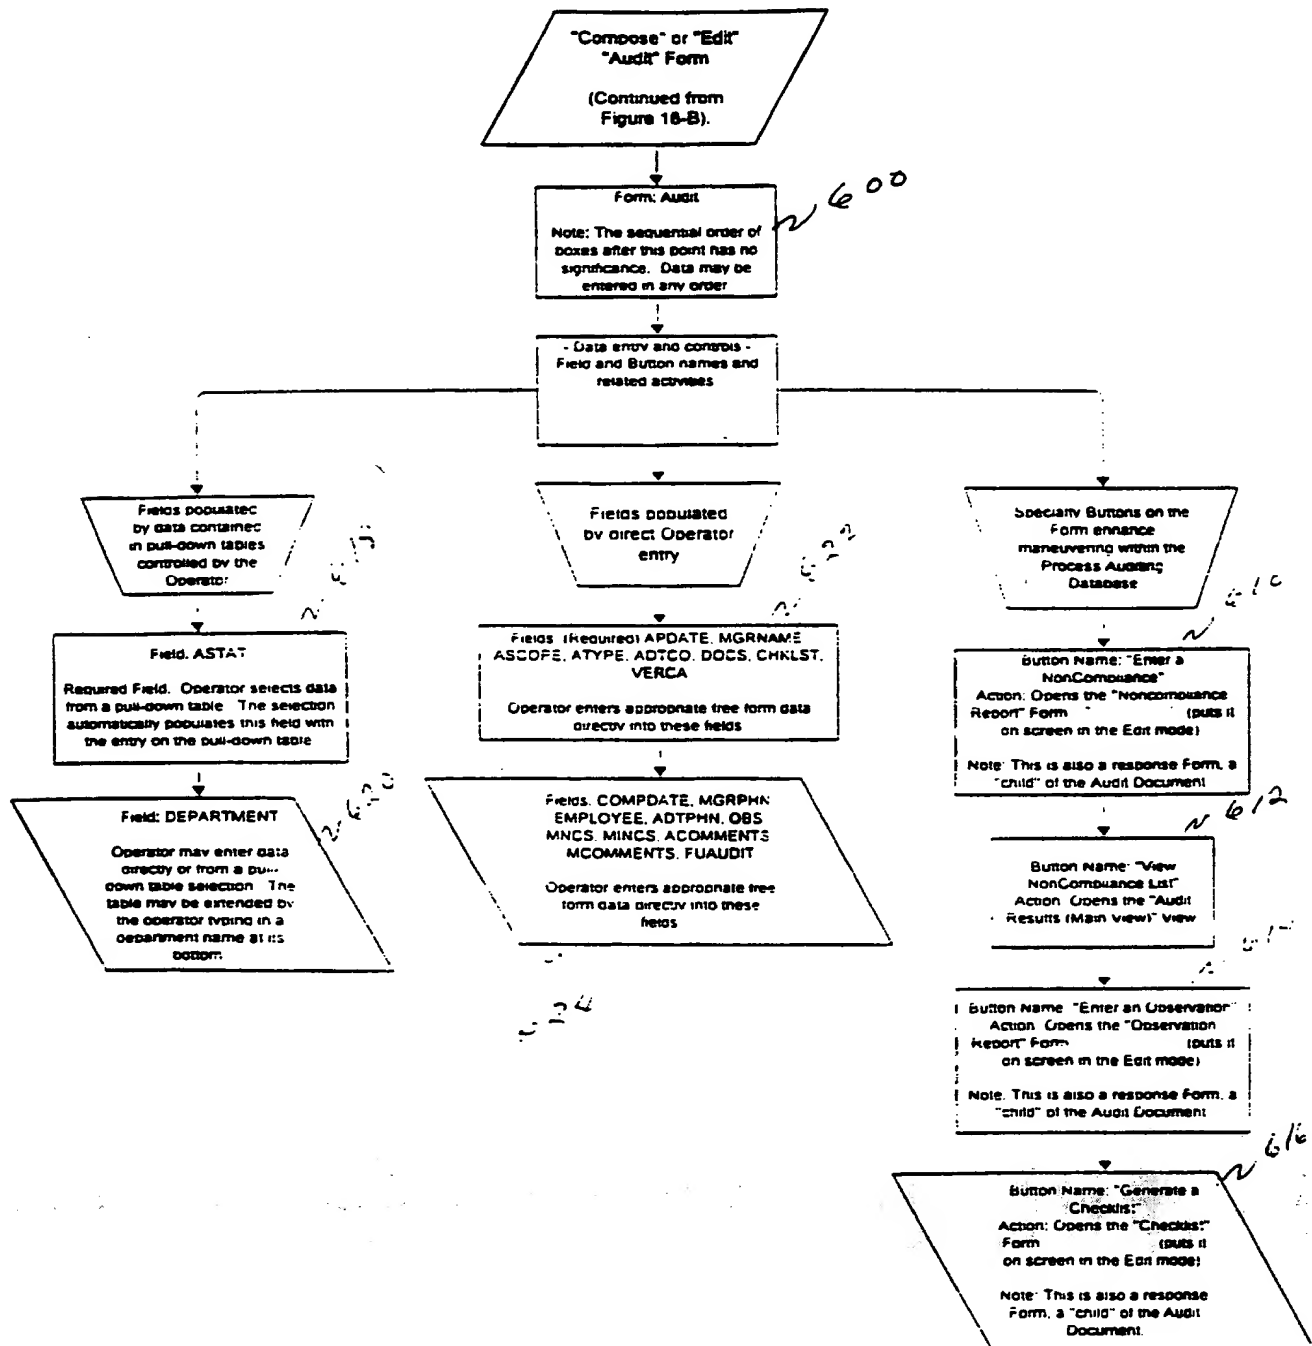 "Compose" or "Edit"
"Audit" Form
(Continued from
Figure 16-B).
Form: Audit
Note: The sequential order of
boxes after this point has no
significance. Data may be
entered in any order
600
- Data entry and controls -
Field and Button names and
related activities
Fields populated
by data contained
in pull-down tables
controlled by the
Operator
Field. ASTAT
Required Field. Operator selects data
from a pull-down table The selection
automatically populates this field with
the entry on the pull-down table
Field: DEPARTMENT
Operator may enter data
directly or from a pull-
down table selection The
table may be extended by
the operator typing in a
department name at its
bottom
620
Fields populated
by direct Operator
entry
622
Fields (Required) APDATE, MGRNAME
ASCOPE, ATYPE, ADTCO, DOCS, CHKLST,
VERCA
Operator enters appropriate free form data
directly into these fields
Fields. COMPDATE, MGRPHN
EMPLOYEE, ADTPHN, OBS
MNCS, MINCS, ACOMMENTS
MCOMMENTS, FUAUDIT
Operator enters appropriate free
form data directly into these
fields
24
Specialty Buttons on the
Form enhance
maneuvering within the
Process Auditing
Database
610
Button Name: "Enter a
NonCompliance"
Action: Opens the "Noncompliance
Report" Form (puts it
on screen in the Edit mode)
Note: This is also a response Form, a
"child" of the Audit Document
612
Button Name: "View
NonCompliance List"
Action: Opens the "Audit
Results (Main View)" View
Button Name "Enter an Observation"
Action Opens the "Observation
Report" Form (puts it
on screen in the Edit mode)
Note. This is also a response Form, a
"child" of the Audit Document
616
Button Name: "Generate a
Checklist"
Action: Opens the "Checklist"
Form (puts it
on screen in the Edit mode)
Note: This is also a response
Form, a "child" of the Audit
Document.